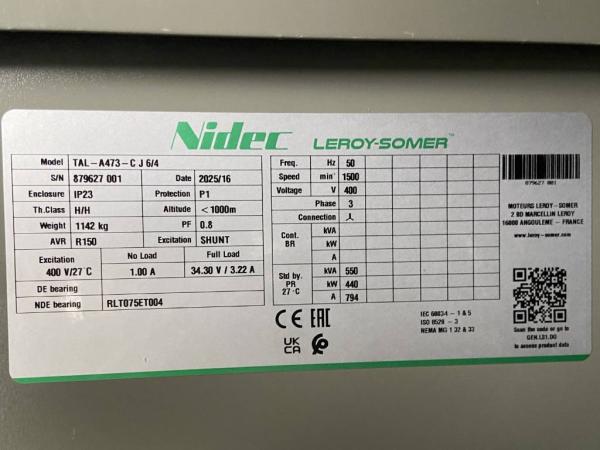 Nidec LEROY-SOMER™
Model TAL-A473-C J 6/4
S/N 879627 001 Date 2025/16
Enclosure IP23 Protection P1
Th.Class H/H Altitude < 1000m
Weight 1142 kg PF 0.8
AVR R150 Excitation SHUNT
Excitation No Load Full Load
400 V/27°C 1.00 A 34.30 V / 3.22 A
DE bearing
NDE bearing RLT075ET004
Freq. Hz 50
Speed min⁻¹ 1500
Voltage V 400
Phase 3
Connection
Cont. BR kVA
kW
A
Std by. PR 27°C kVA 550
kW 440
A 794
CE EAC
UK CA
IEC 60034 - 1 & 5
ISO 8528 - 3
NEMA MG 1.32 & 33
879627 001
MOTEURS LEROY-SOMER
2 BD MARCELLIN LEROY
16000 ANGOULEME - FRANCE
www.leroy-somer.com
Scan the code or go to
to access product data